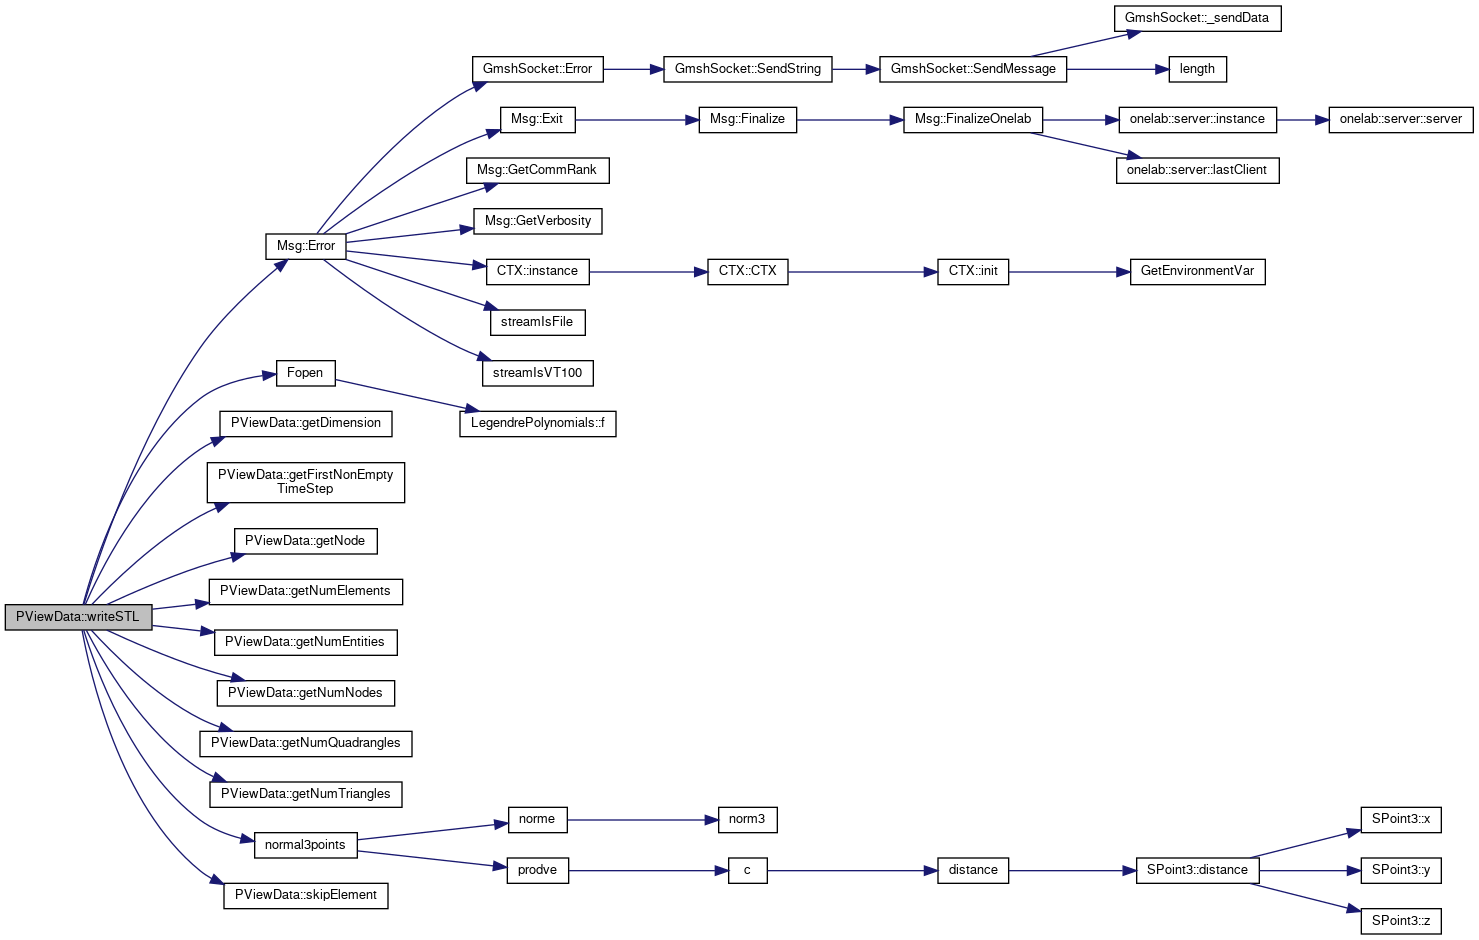 GmshSocket::_sendData
GmshSocket::Error
GmshSocket::SendString
GmshSocket::SendMessage
length
Msg::Exit
Msg::Finalize
Msg::FinalizeOnelab
onelab::server::instance
onelab::server::server
Msg::GetCommRank
onelab::server::lastClient
Msg::GetVerbosity
Msg::Error
CTX::instance
CTX::CTX
CTX::init
GetEnvironmentVar
streamIsFile
Fopen
streamIsVT100
PViewData::getDimension
LegendrePolynomials::f
PViewData::getFirstNonEmpty
TimeStep
PViewData::getNode
PViewData::getNumElements
PViewData::writeSTL
PViewData::getNumEntities
PViewData::getNumNodes
PViewData::getNumQuadrangles
PViewData::getNumTriangles
norme
norm3
SPoint3::x
normal3points
prodve
c
distance
SPoint3::distance
SPoint3::y
PViewData::skipElement
SPoint3::z